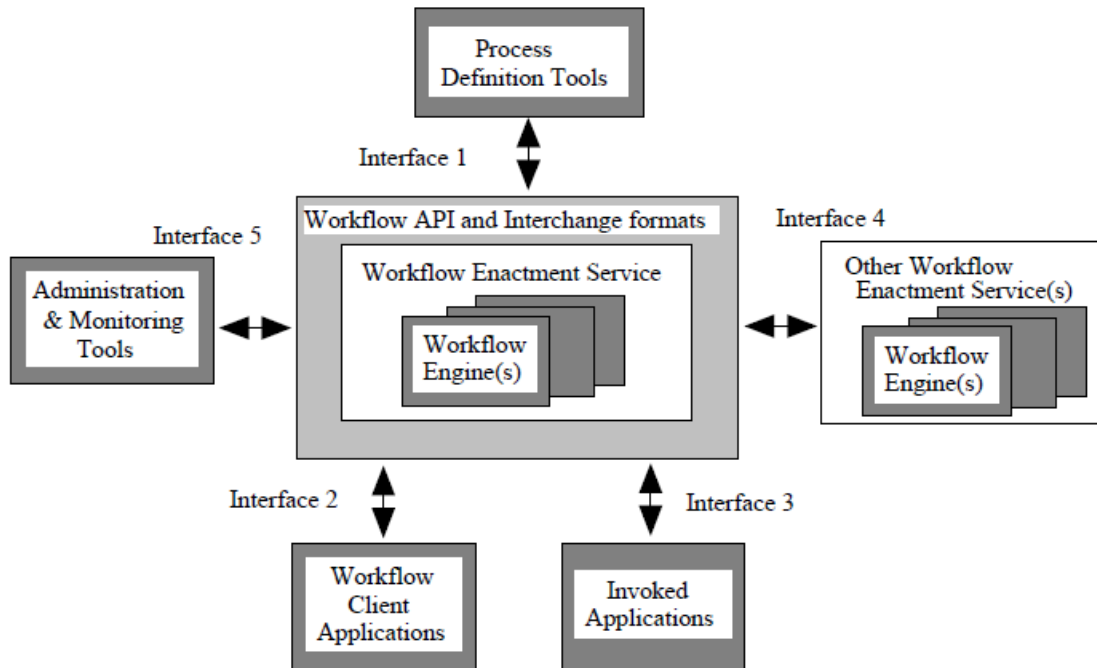 Process
Definition Tools
Interface 1
Workflow API and Interchange formats
Interface 5
Interface 4
Workflow Enactment Service
Other Workflow
Enactment Service(s)
Administration
& Monitoring
Tools
Workflow
Engine(s)
Workflow
Engine(s)
Interface 2
Interface 3
Workflow
Client
Applications
Invoked
Applications